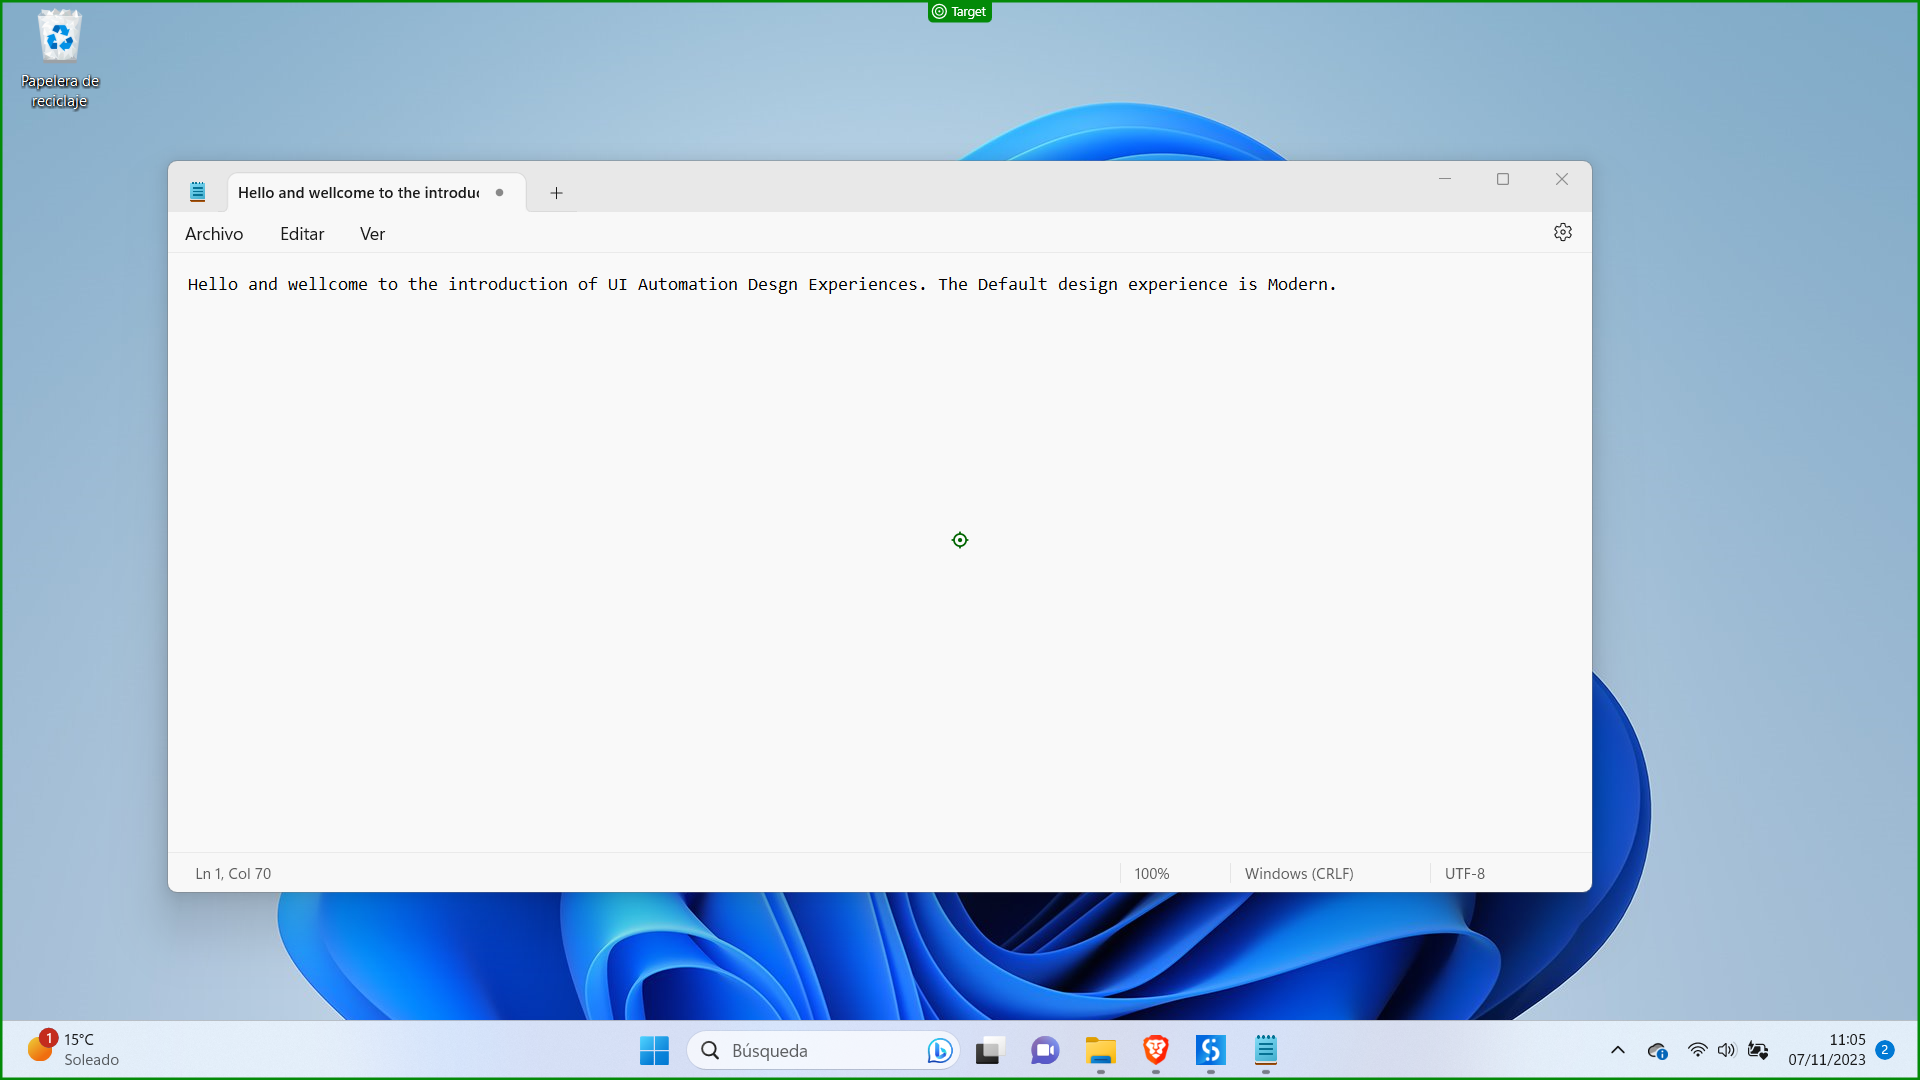 Target
Papelera de
reciclaje
Hello and wellcome to the introduc
Archivo Editar Ver
Hello and wellcome to the introduction of UI Automation Desgn Experiences. The Default design experience is Modern.
Ln 1, Col 70 100% Windows (CRLF) UTF-8
1 15°C
Soleado
Búsqueda
11:05
07/11/2023 2